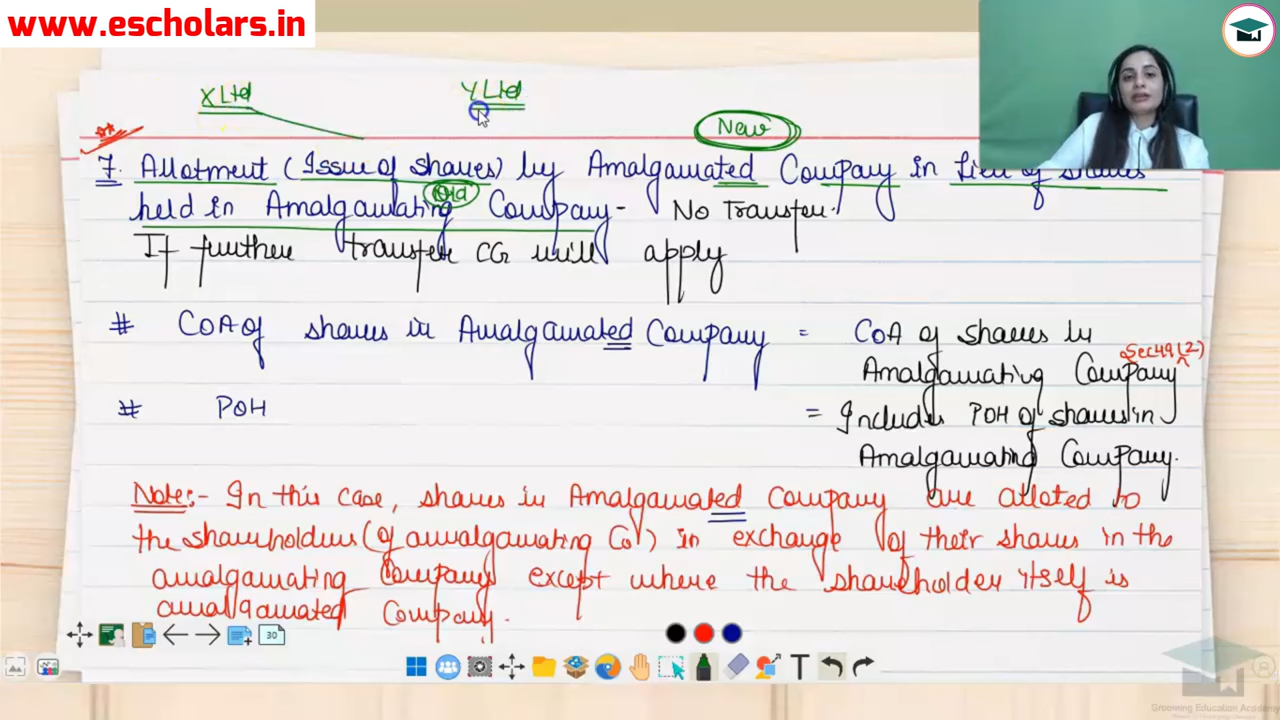 www.escholars.in
X Ltd
Y Ltd
New
7. Allotment (Issue of shares) by Amalgamated Company in Lieu of shares
Old
held in Amalgamating Company - No Transfer.
If further transfer CG will apply
# COA of shares in Amalgamated Company = COA of shares in
Sec 49(2)
Amalgamating Company
# POH = Includes POH of shares in
Amalgamating Company.
Note:- In this case, shares in Amalgamated Company are alloted to
the shareholders (of amalgamating Co) in exchange of their shares in the
amalgamating Company except where the shareholder itself is
amalgamated Company.
30
T
Grooming Education Academy